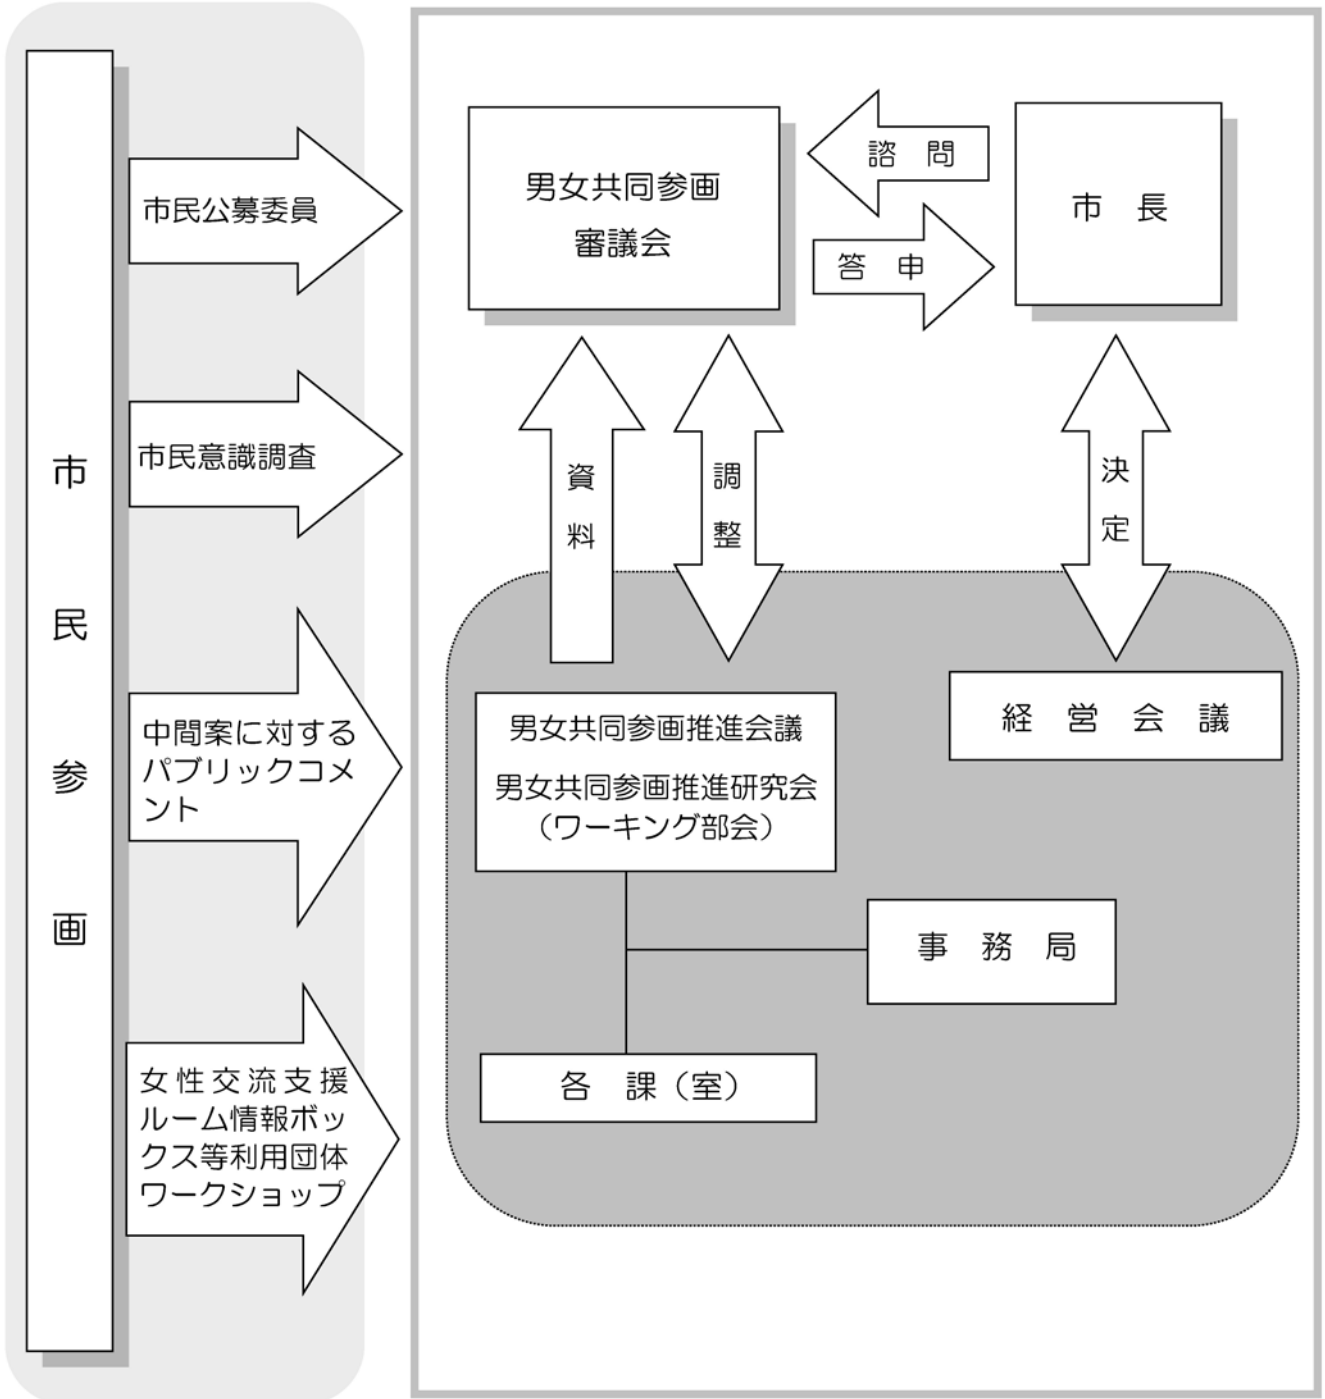 市民参画
市民公募委員
市民意識調査
中間案に対する
パブリックコメ
ント
女性交流支援
ルーム情報ボッ
クス等利用団体
ワークショップ
男女共同参画
審議会
諮問
答申
市長
資料
調整
決定
男女共同参画推進会議
男女共同参画推進研究会
（ワーキング部会）
経営会議
事務局
各課（室）